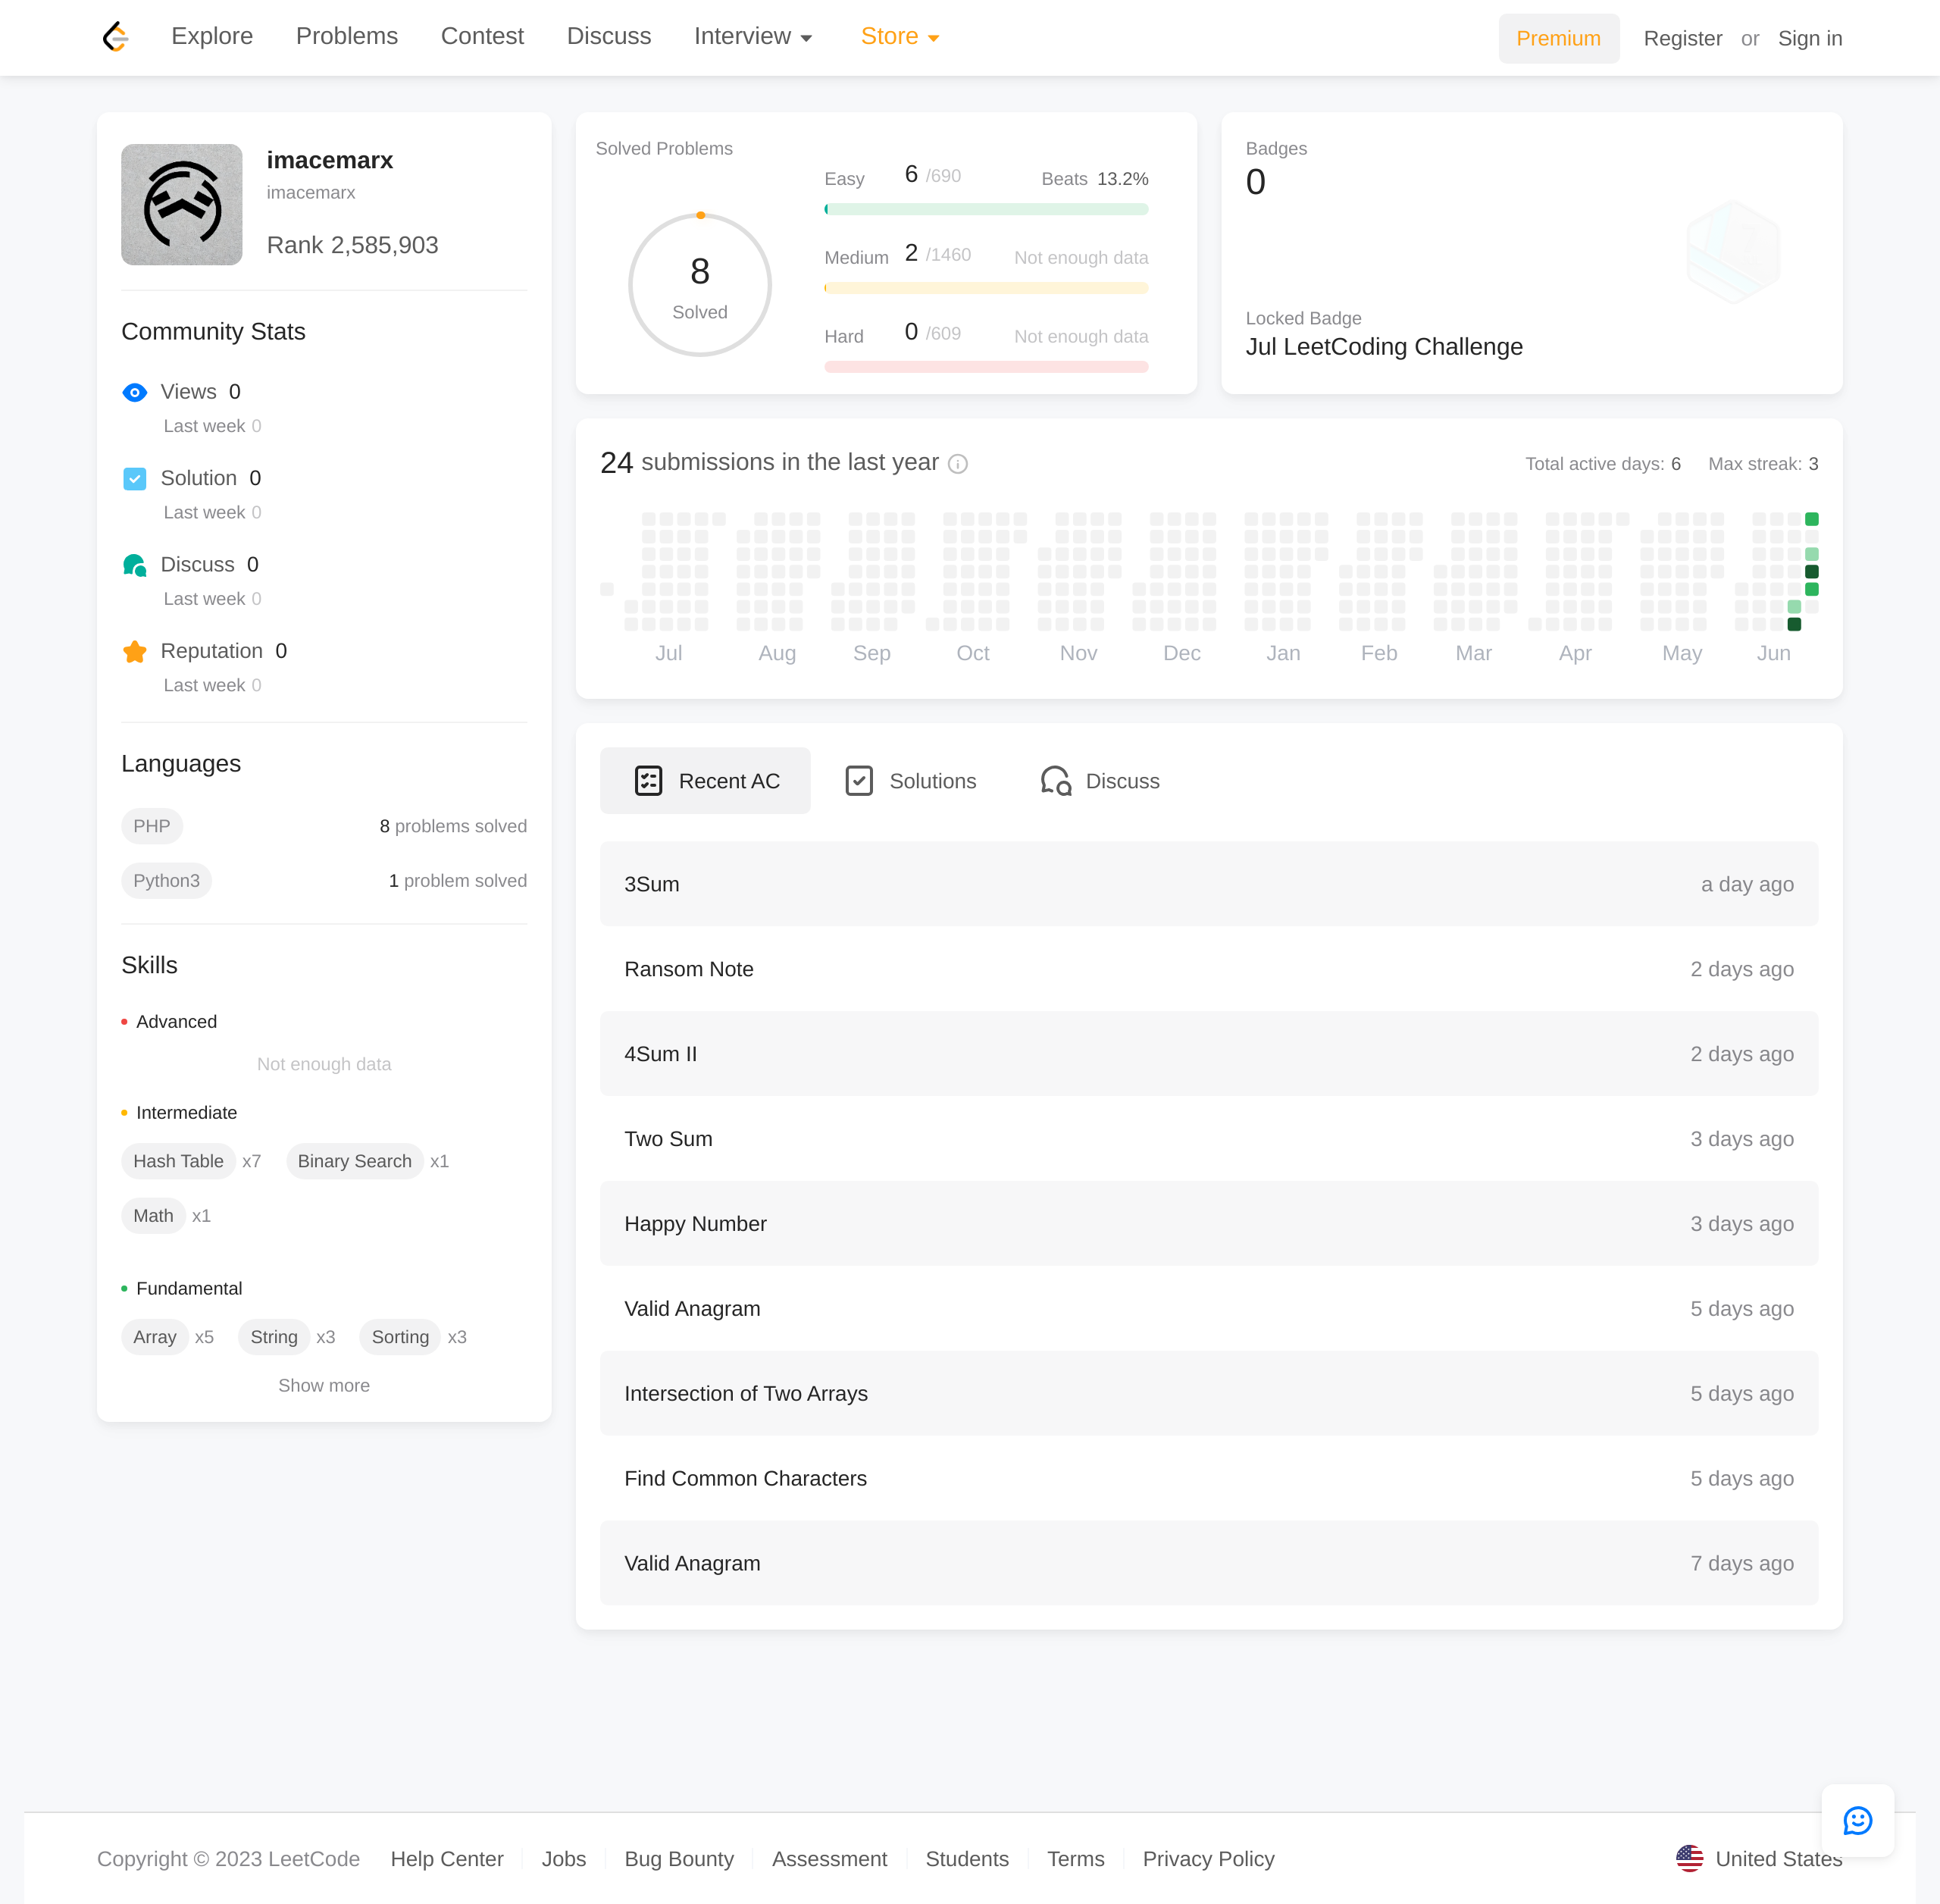 Explore Problems Contest Discuss Interview Store Premium Register or Sign in
imacemarx
imacemarx
Rank 2,585,903
Community Stats
Views 0
Last week 0
Solution 0
Last week 0
Discuss 0
Last week 0
Reputation 0
Last week 0
Languages
PHP 8 problems solved
Python3 1 problem solved
Skills
Advanced
Not enough data
Intermediate
Hash Table x7 Binary Search x1
Math x1
Fundamental
Array x5 String x3 Sorting x3
Show more
Solved Problems
8
Solved
Easy 6 /690 Beats 13.2%
Medium 2 /1460 Not enough data
Hard 0 /609 Not enough data
Badges
0
Locked Badge
Jul LeetCoding Challenge
24 submissions in the last year Total active days: 6 Max streak: 3
Jul Aug Sep Oct Nov Dec Jan Feb Mar Apr May Jun
Recent AC Solutions Discuss
3Sum a day ago
Ransom Note 2 days ago
4Sum II 2 days ago
Two Sum 3 days ago
Happy Number 3 days ago
Valid Anagram 5 days ago
Intersection of Two Arrays 5 days ago
Find Common Characters 5 days ago
Valid Anagram 7 days ago
Copyright © 2023 LeetCode Help Center Jobs Bug Bounty Assessment Students Terms Privacy Policy United States